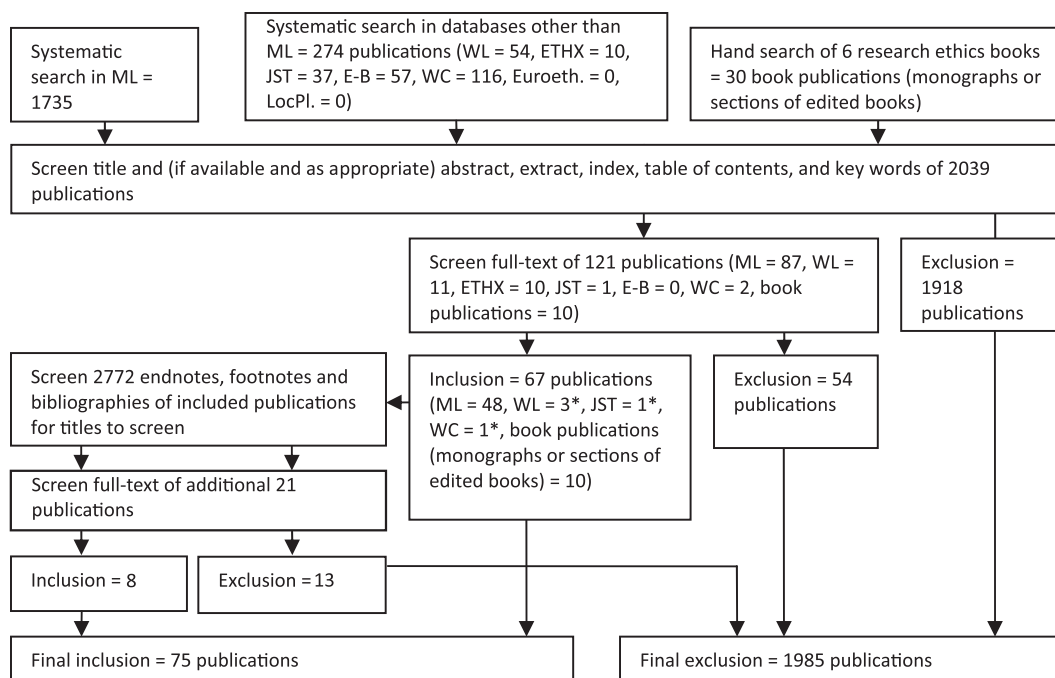 Systematic
search in ML =
1735
Systematic search in databases other than
ML = 274 publications (WL = 54, ETHX = 10,
JST = 37, E-B = 57, WC = 116, Euroeth. = 0,
LocPl. = 0)
Hand search of 6 research ethics books
= 30 book publications (monographs or
sections of edited books)
Screen title and (if available and as appropriate) abstract, extract, index, table of contents, and key words of 2039
publications
Screen full-text of 121 publications (ML = 87, WL =
11, ETHX = 10, JST = 1, E-B = 0, WC = 2, book
publications = 10)
Exclusion =
1918
publications
Screen 2772 endnotes, footnotes and
bibliographies of included publications
for titles to screen
Inclusion = 67 publications
(ML = 48, WL = 3*, JST = 1*,
WC = 1*, book publications
(monographs or sections of
edited books) = 10)
Exclusion = 54
publications
Screen full-text of additional 21
publications
Inclusion = 8
Exclusion = 13
Final inclusion = 75 publications
Final exclusion = 1985 publications